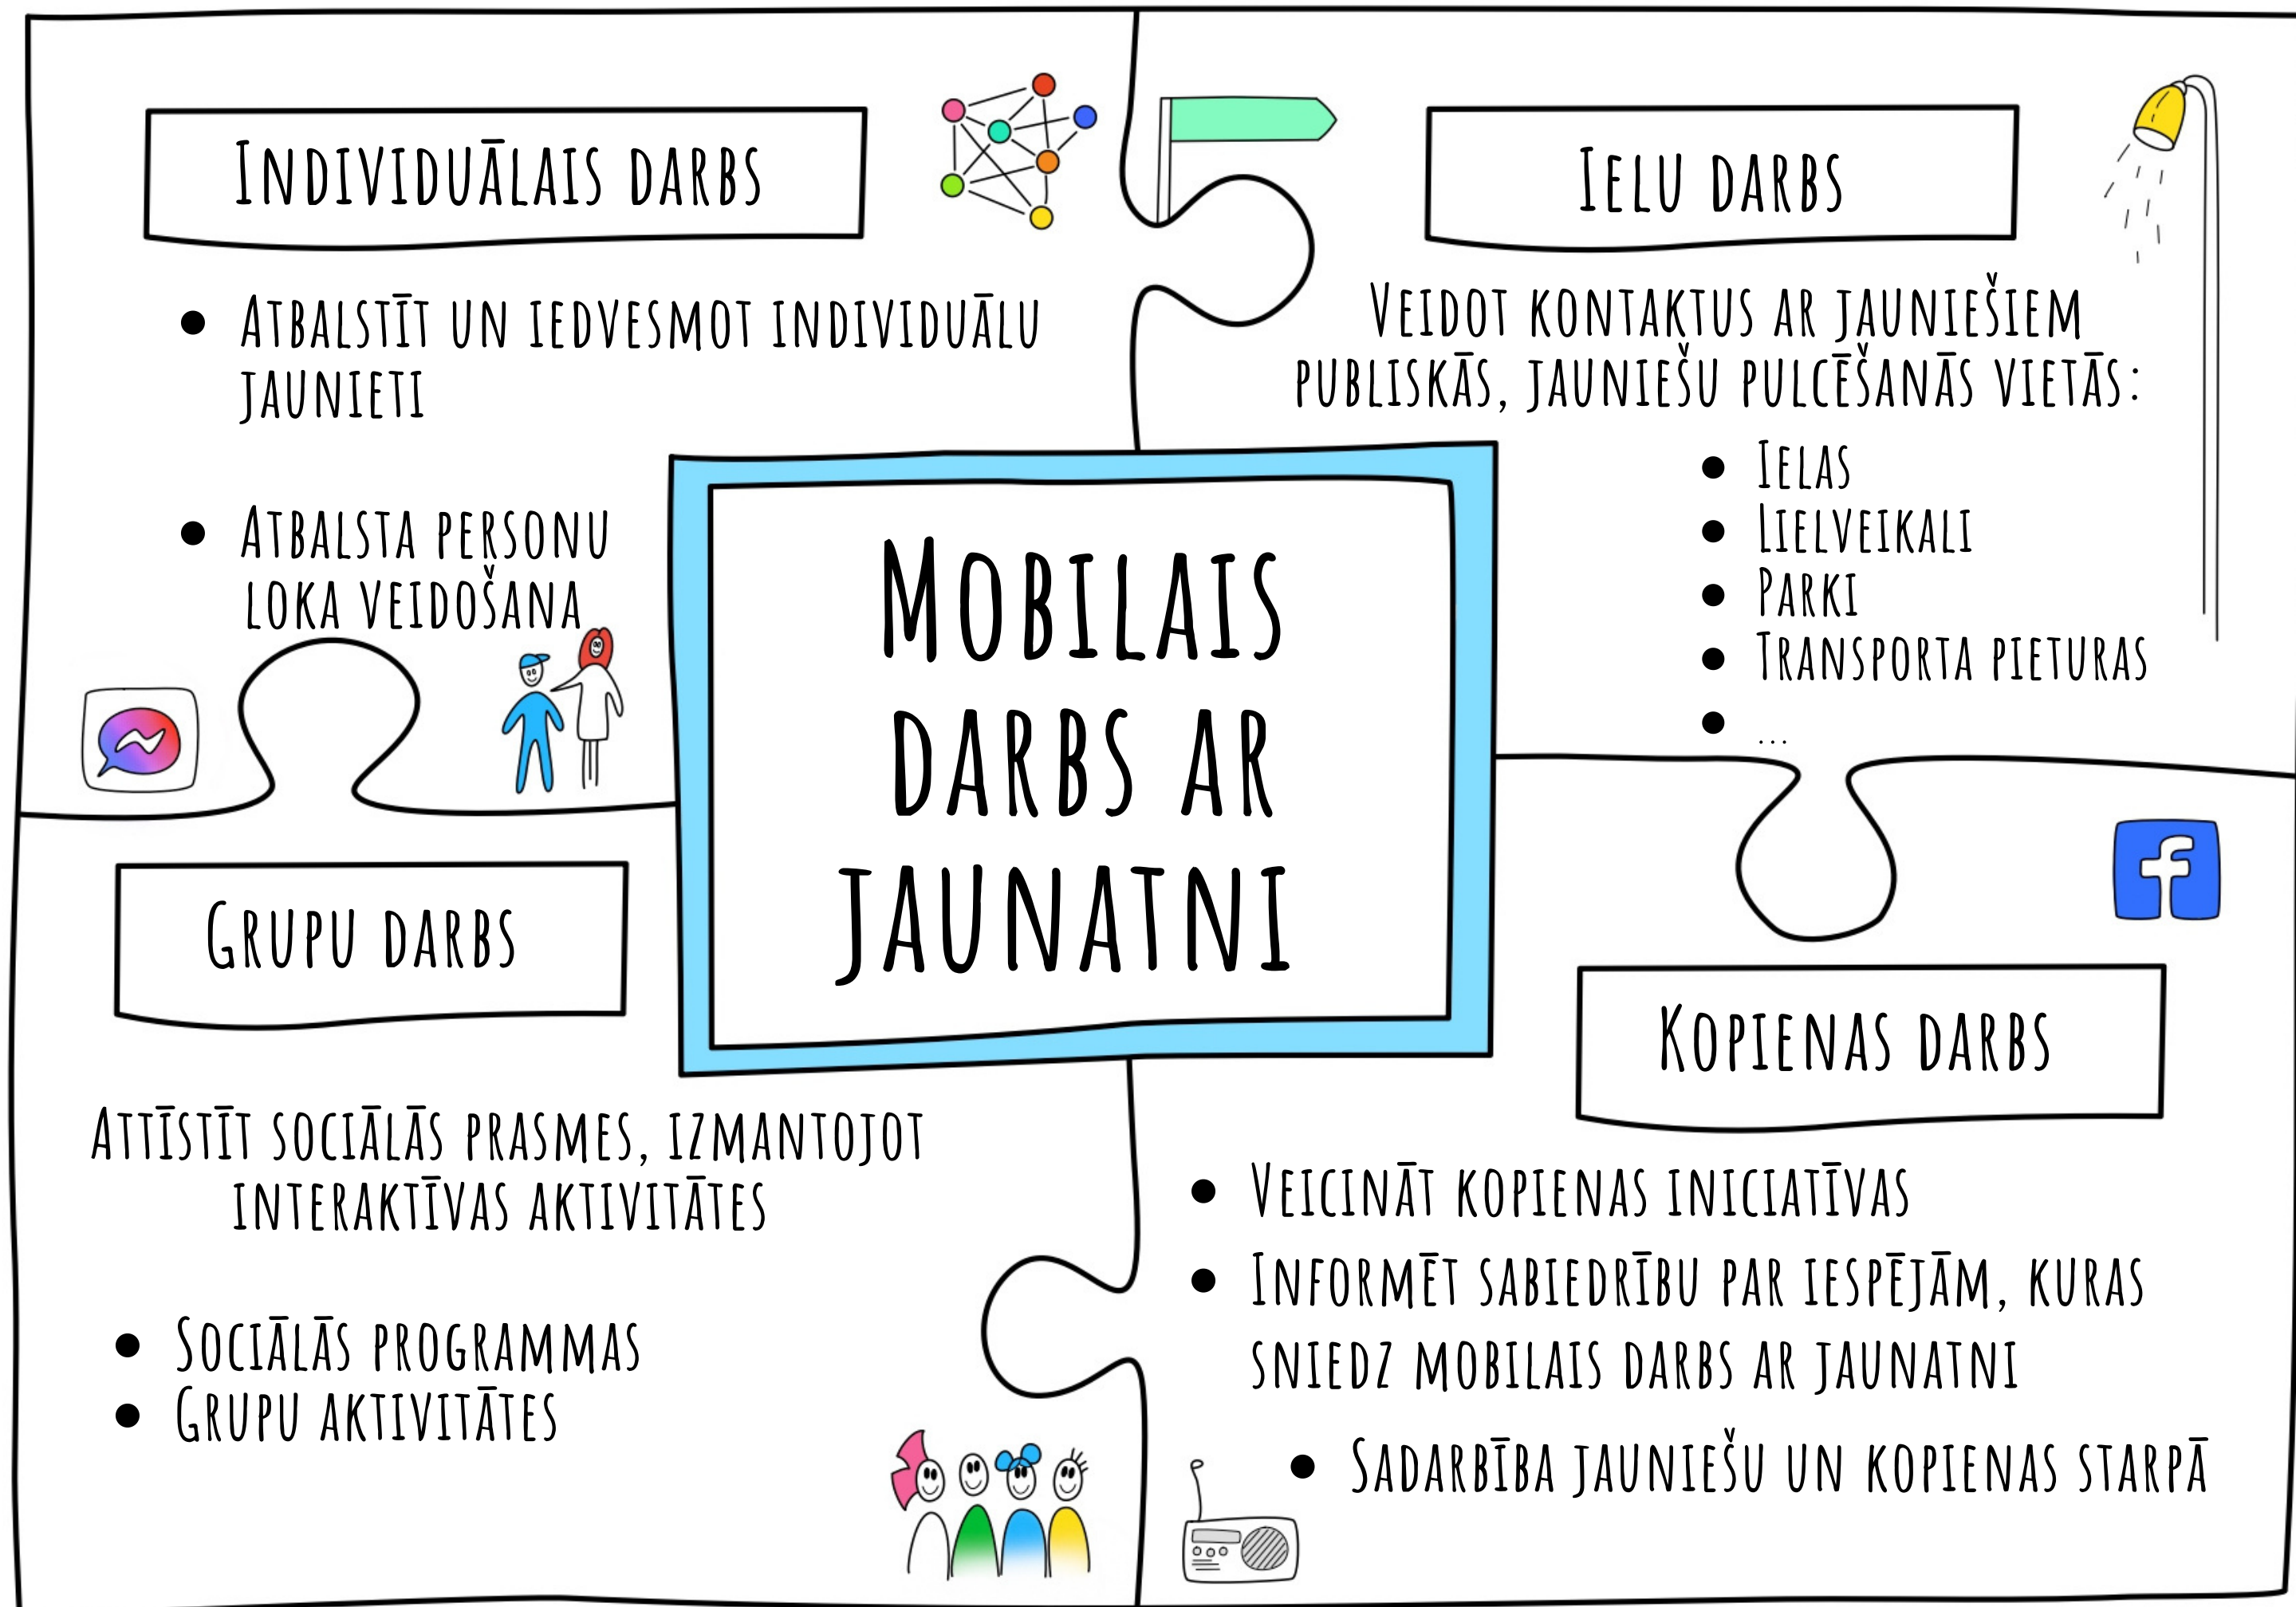 Individuālais darbs
Atbalstīt un iedvesmot individuālu
jaunieti
Atbalsta personu
loka veidošana
Ielu darbs
Veidot kontaktus ar jauniešiem
publiskās, jauniešu pulcēšanās vietās:
Ielas
Lielveikali
Parki
Transporta pieturas
...
Mobilais
darbs ar
jaunatni
Grupu darbs
Attīstīt sociālās prasmes, izmantojot
interaktīvas aktivitātes
Sociālās programmas
Grupu aktivitātes
Kopienas darbs
Veicināt kopienas iniciatīvas
Informēt sabiedrību par iespējām, kuras
sniedz mobilais darbs ar jaunatni
Sadarbība jauniešu un kopienas starpā